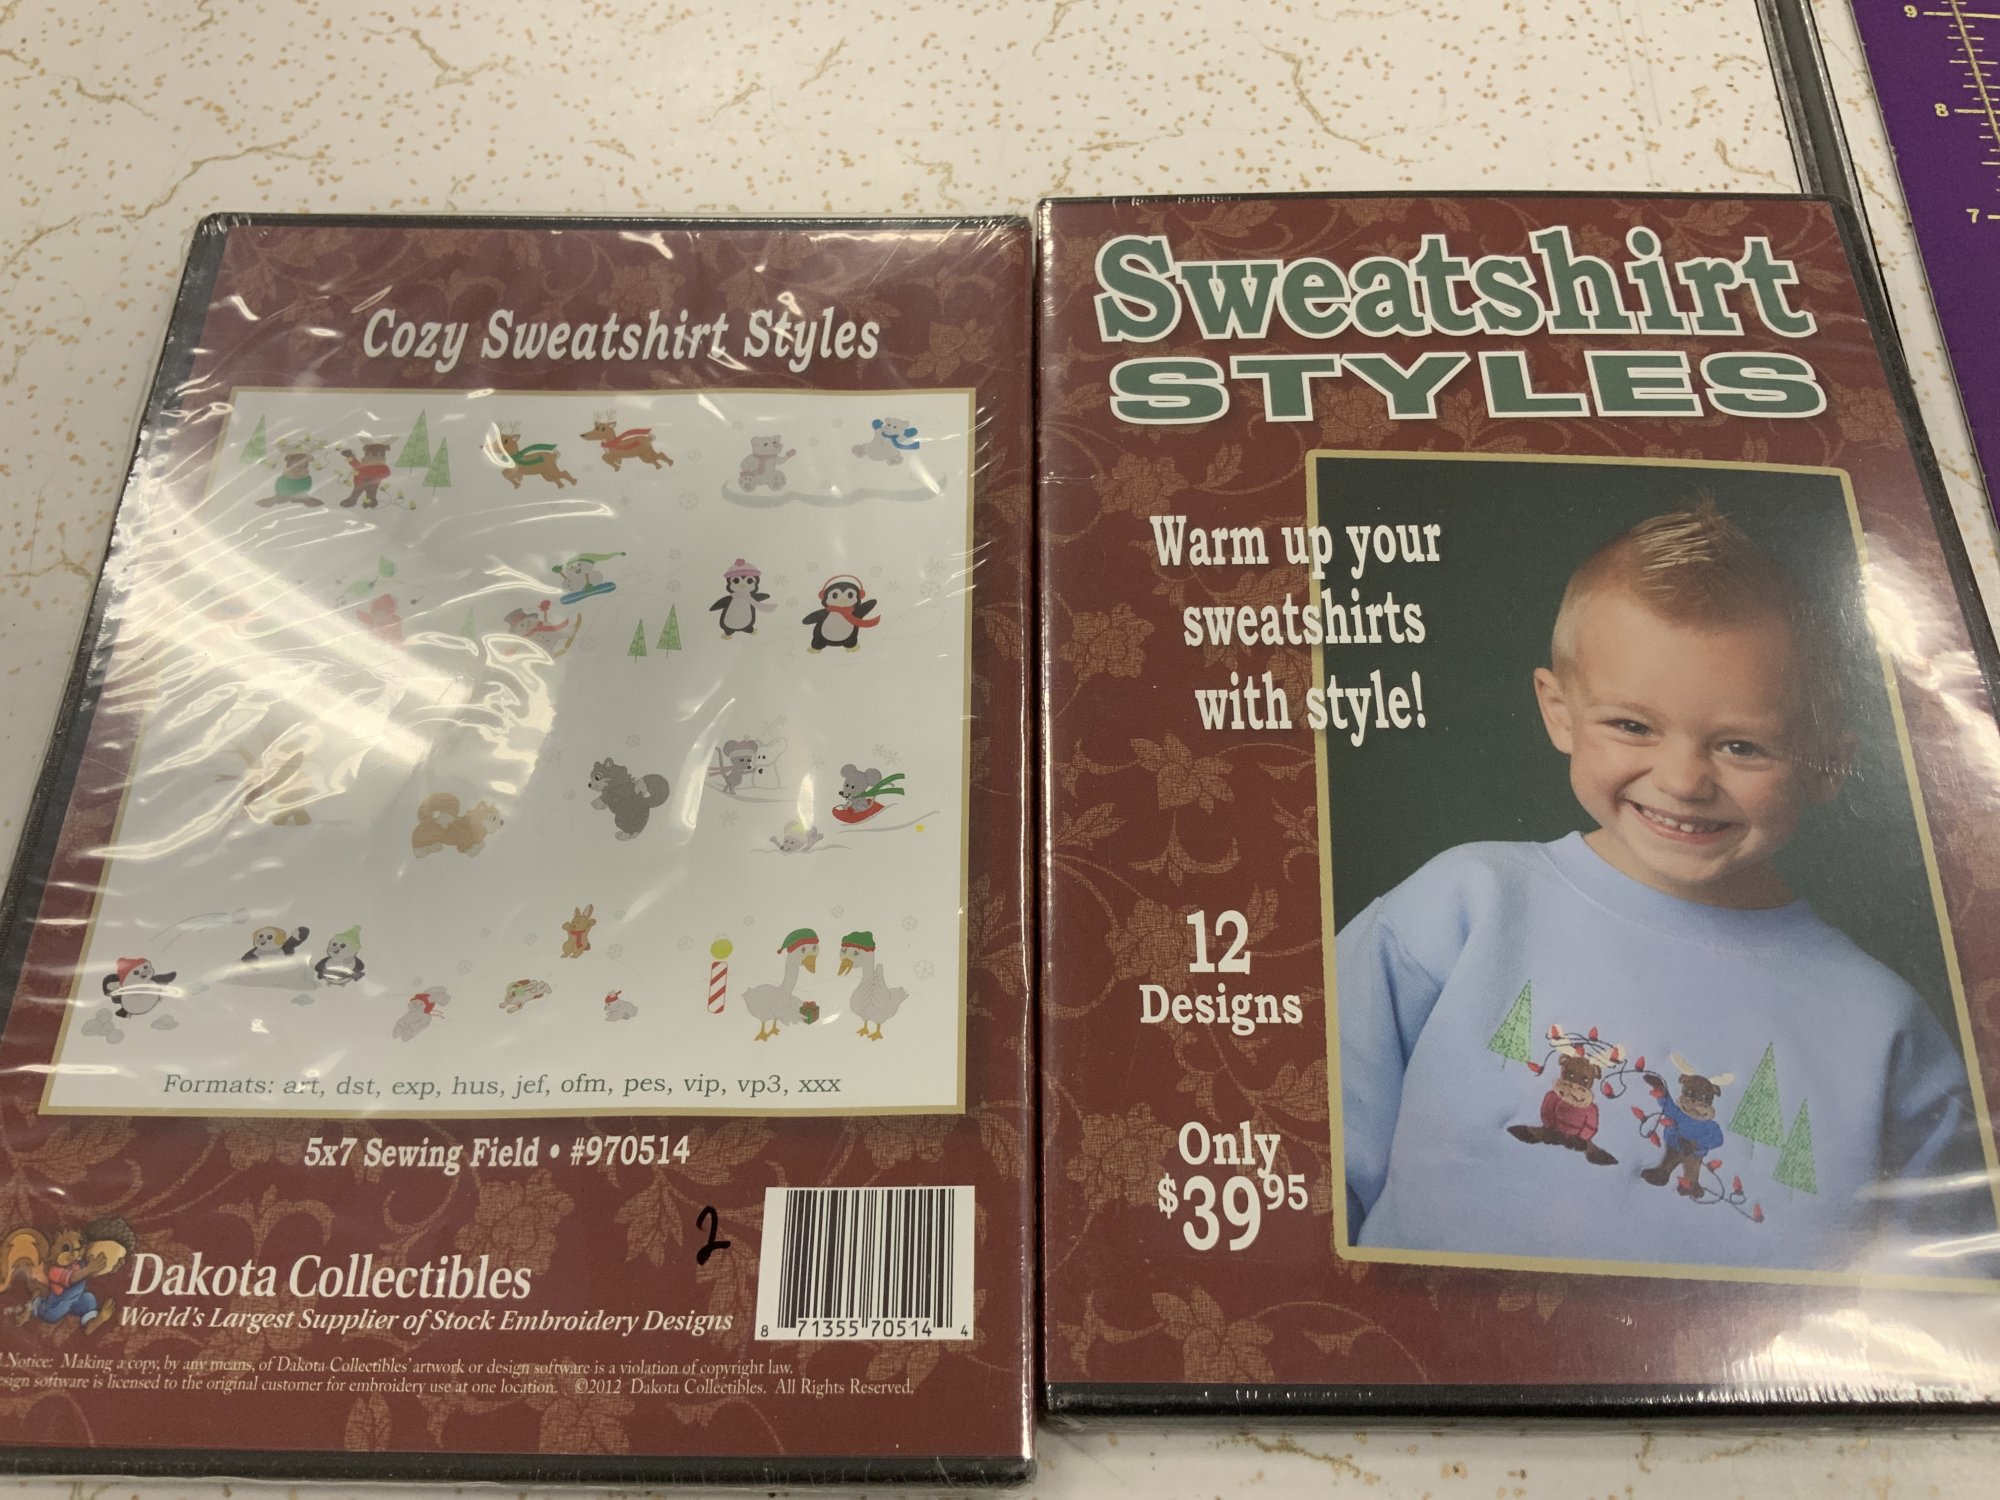 Cozy Sweatshirt Styles
Formats: art, dst, exp, hus, jef, ofm, pes, vip, vp3, xxx
5x7 Sewing Field • #970514
2
Dakota Collectibles
World's Largest Supplier of Stock Embroidery Designs
8 71355 70514 4
Notice: Making a copy, by any means, of Dakota Collectibles' artwork or design software is a violation of copyright law.
software is licensed to the original customer for embroidery use at one location. ©2012 Dakota Collectibles. All Rights Reserved.
Sweatshirt
STYLES
Warm up your
sweatshirts
with style!
12
Designs
Only
$39.95
9
8
7